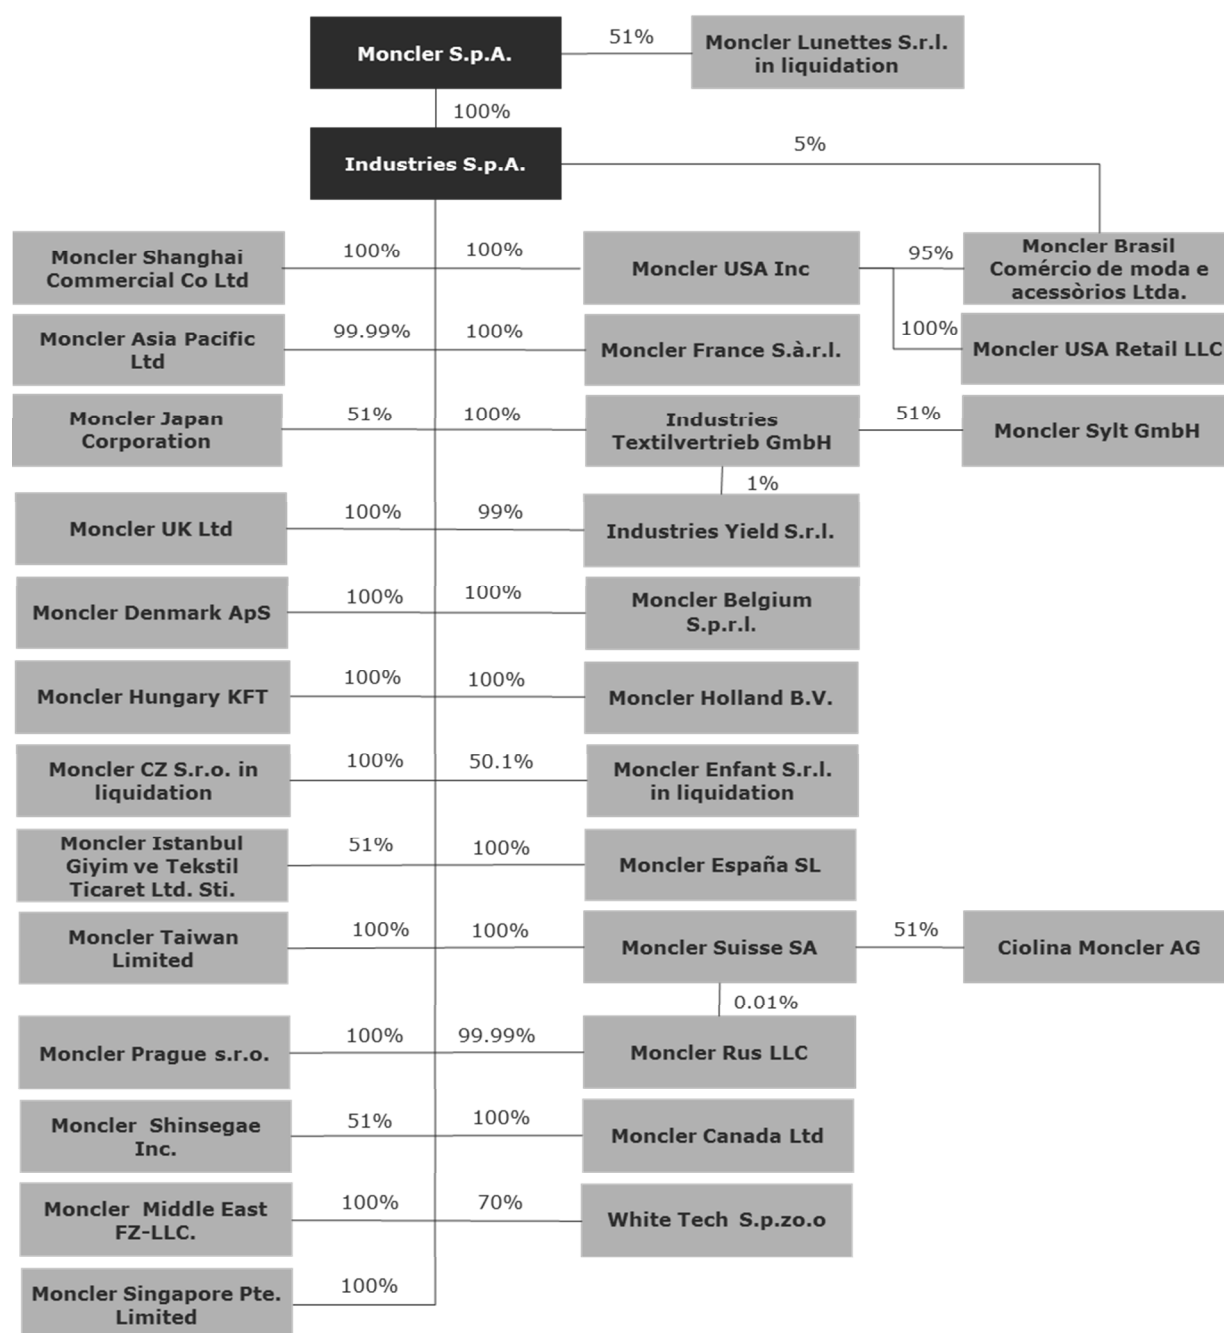 Moncler S.p.A.
51%
Moncler Lunettes S.r.l.
in liquidation
100%
Industries S.p.A.
5%
Moncler Shanghai
Commercial Co Ltd
100%
100%
Moncler USA Inc
95%
Moncler Brasil
Comércio de moda e
acessòrios Ltda.
Moncler Asia Pacific
Ltd
99.99%
100%
Moncler France S.à.r.l.
100%
Moncler USA Retail LLC
Moncler Japan
Corporation
51%
100%
Industries
Textilvertrieb GmbH
51%
Moncler Sylt GmbH
1%
Moncler UK Ltd
100%
99%
Industries Yield S.r.l.
Moncler Denmark ApS
100%
100%
Moncler Belgium
S.p.r.l.
Moncler Hungary KFT
100%
100%
Moncler Holland B.V.
Moncler CZ S.r.o. in
liquidation
100%
50.1%
Moncler Enfant S.r.l.
in liquidation
Moncler Istanbul
Giyim ve Tekstil
Ticaret Ltd. Sti.
51%
100%
Moncler España SL
Moncler Taiwan
Limited
100%
100%
Moncler Suisse SA
51%
Ciolina Moncler AG
0.01%
Moncler Prague s.r.o.
100%
99.99%
Moncler Rus LLC
Moncler Shinsegae
Inc.
51%
100%
Moncler Canada Ltd
Moncler Middle East
FZ-LLC.
100%
70%
White Tech S.p.zo.o
Moncler Singapore Pte.
Limited
100%